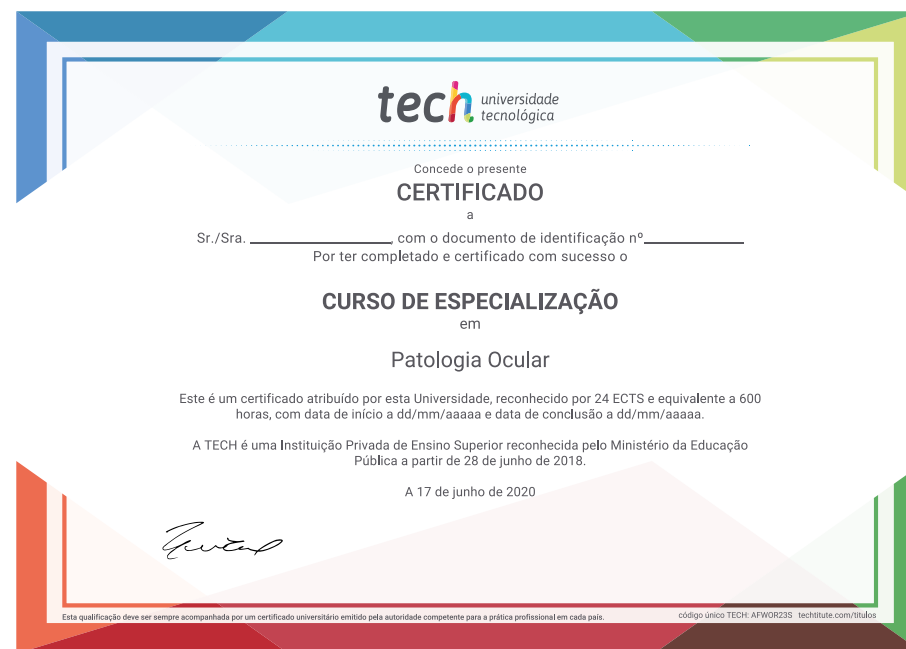 tech universidade
tecnológica
Concede o presente
CERTIFICADO
a
Sr./Sra. ____________________, com o documento de identificação nº______________
Por ter completado e certificado com sucesso o
CURSO DE ESPECIALIZAÇÃO
em
Patologia Ocular
Este é um certificado atribuído por esta Universidade, reconhecido por 24 ECTS e equivalente a 600
horas, com data de início a dd/mm/aaaaa e data de conclusão a dd/mm/aaaaa.
A TECH é uma Instituição Privada de Ensino Superior reconhecida pelo Ministério da Educação
Pública a partir de 28 de junho de 2018.
A 17 de junho de 2020
Esta qualificação deve ser sempre acompanhada por um certificado universitário emitido pela autoridade competente para a prática profissional em cada país.
código único TECH: AFWOR23S techtitute.com/titulos